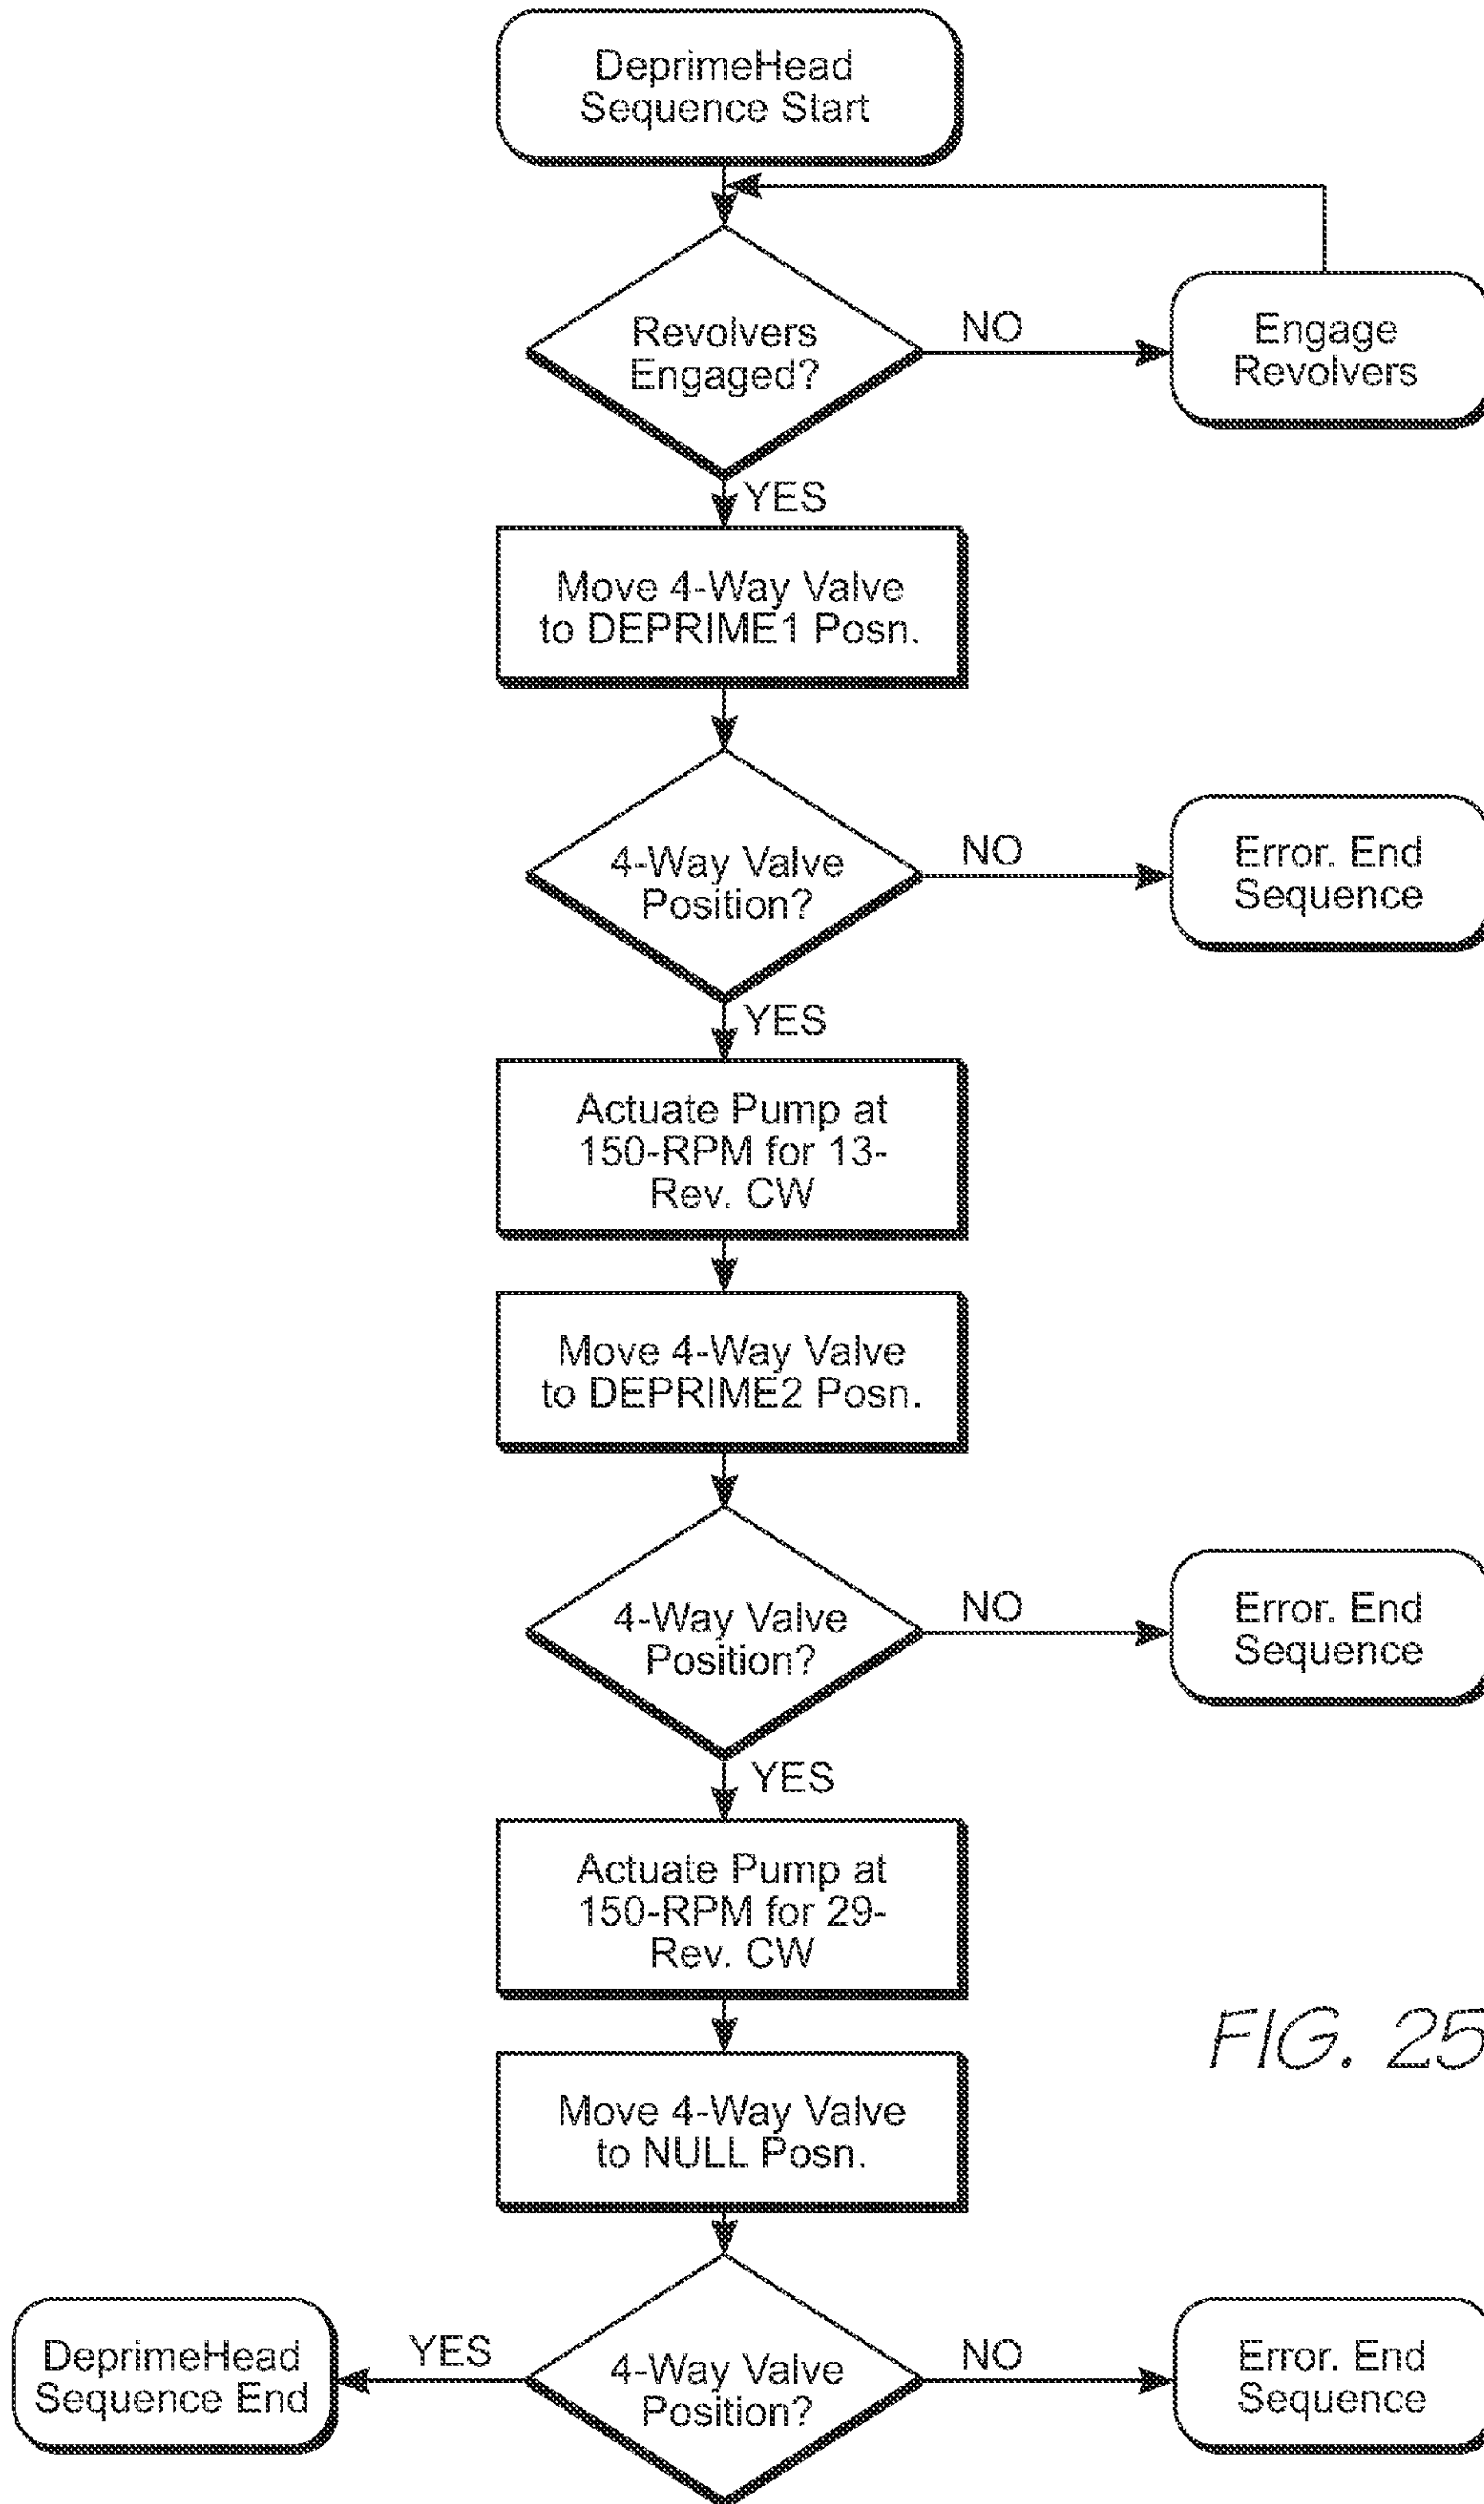 DeprimeHead
Sequence Start
Revolvers
Engaged?
NO
Engage
Revolvers
YES
Move 4-Way Valve
to DEPRIME1 Posn.
4-Way Valve
Position?
NO
Error. End
Sequence
YES
Actuate Pump at
150-RPM for 13-
Rev. CW
Move 4-Way Valve
to DEPRIME2 Posn.
4-Way Valve
Position?
NO
Error. End
Sequence
YES
Actuate Pump at
150-RPM for 29-
Rev. CW
FIG. 25
Move 4-Way Valve
to NULL Posn.
DeprimeHead
Sequence End
YES
4-Way Valve
Position?
NO
Error. End
Sequence